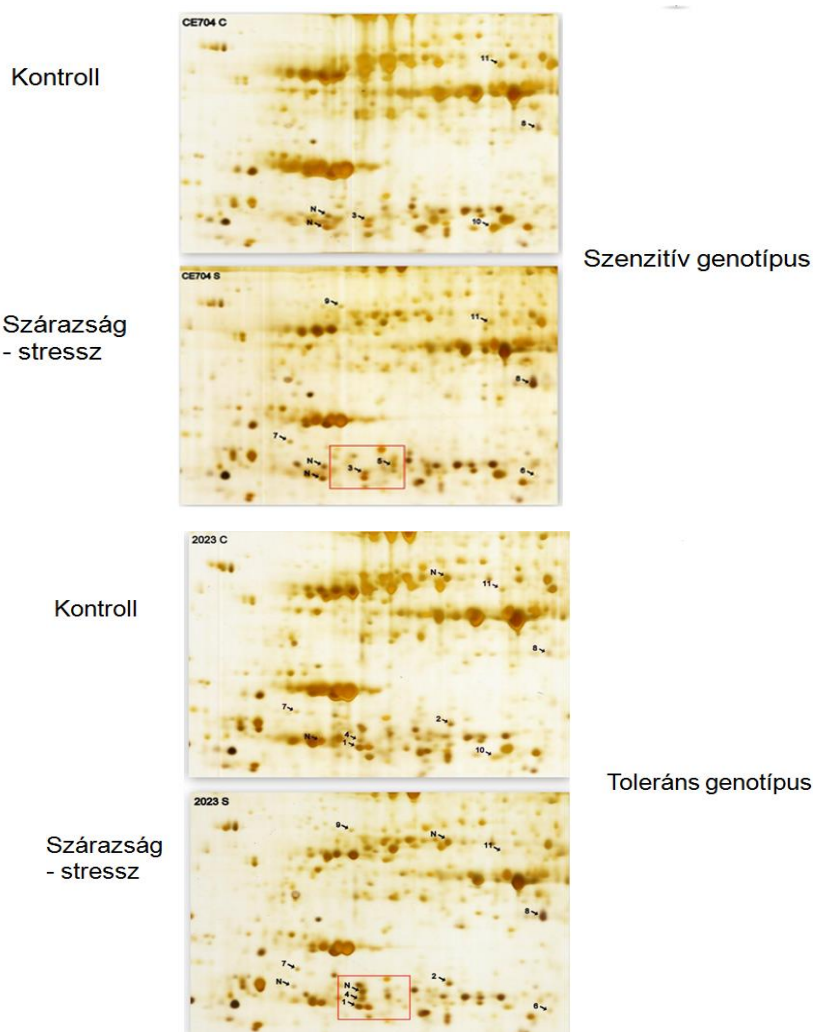 CE704 C
11
Kontroll
8
N
3
N
10
Szenzitív genotípus
CE704 S
9
11
Szárazság
- stressz
8
7
N
5
3
6
N
2023 C
N
11
Kontroll
8
7
2
4
N
1
10
Toleráns genotípus
2023 S
9
N
11
Szárazság
- stressz
8
7
2
N
N
4
1
6